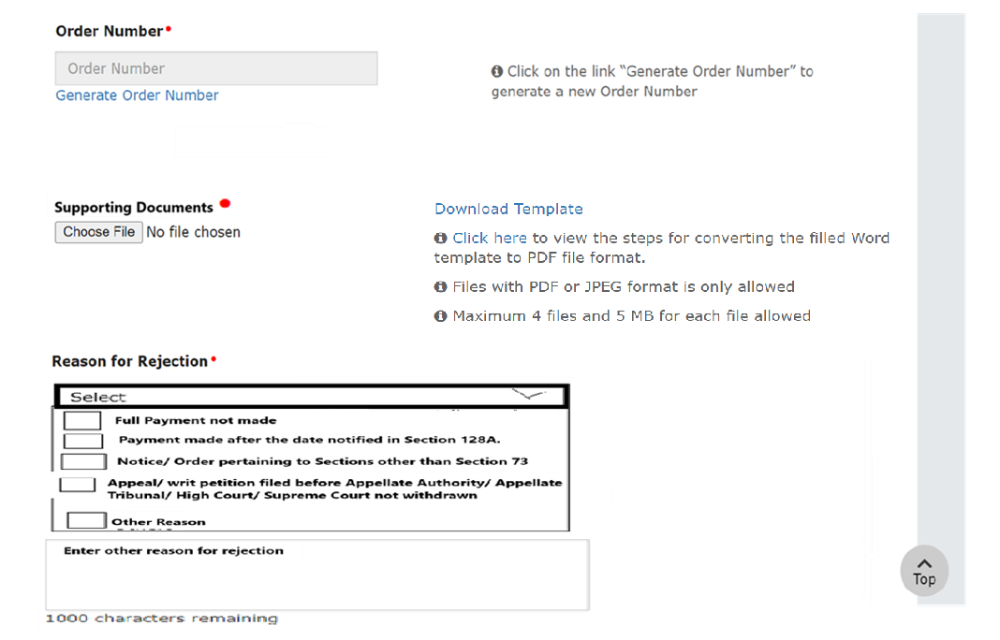 Order Number•
Order Number
Generate Order Number
Click on the link “Generate Order Number” to
generate a new Order Number
Supporting Documents
Choose File No file chosen
Download Template
Click here to view the steps for converting the filled Word
template to PDF file format.
Files with PDF or JPEG format is only allowed
Maximum 4 files and 5 MB for each file allowed
Reason for Rejection•
Select
Full Payment not made
Payment made after the date notified in Section 128A.
Notice/ Order pertaining to Sections other than Section 73
Appeal/ writ petition filed before Appellate Authority/ Appellate
Tribunal/ High Court/ Supreme Court not withdrawn
Other Reason
Enter other reason for rejection
1000 characters remaining
Top